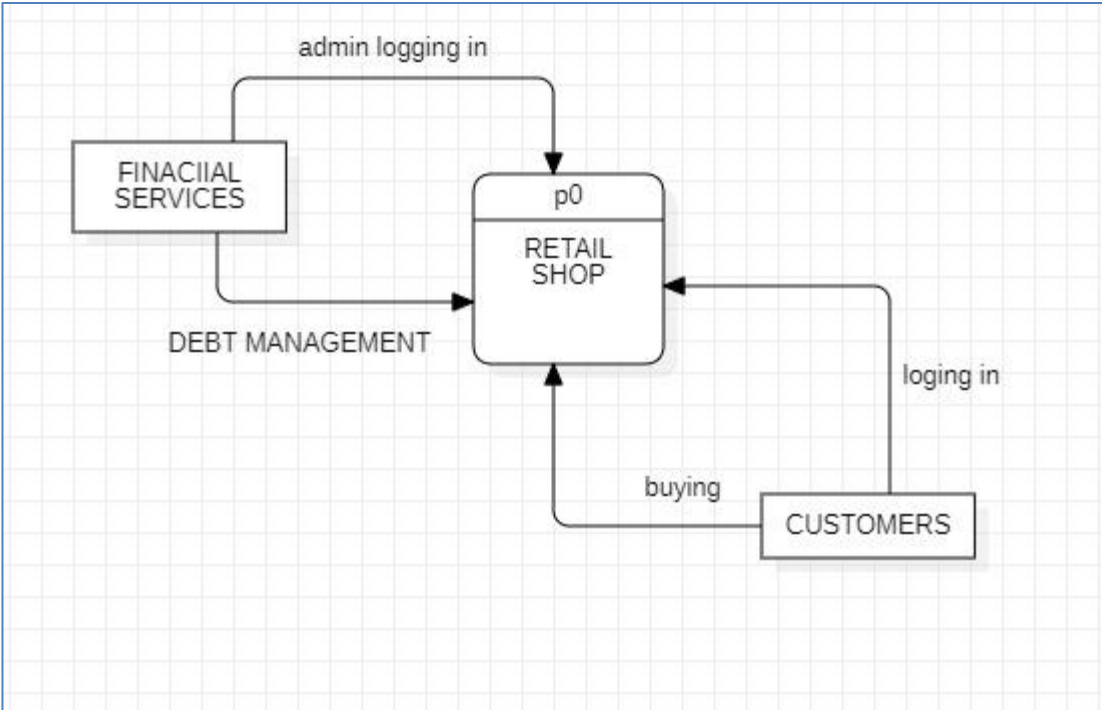 admin logging in
FINACIIAL
SERVICES
p0
RETAIL
SHOP
DEBT MANAGEMENT
loging in
buying
CUSTOMERS